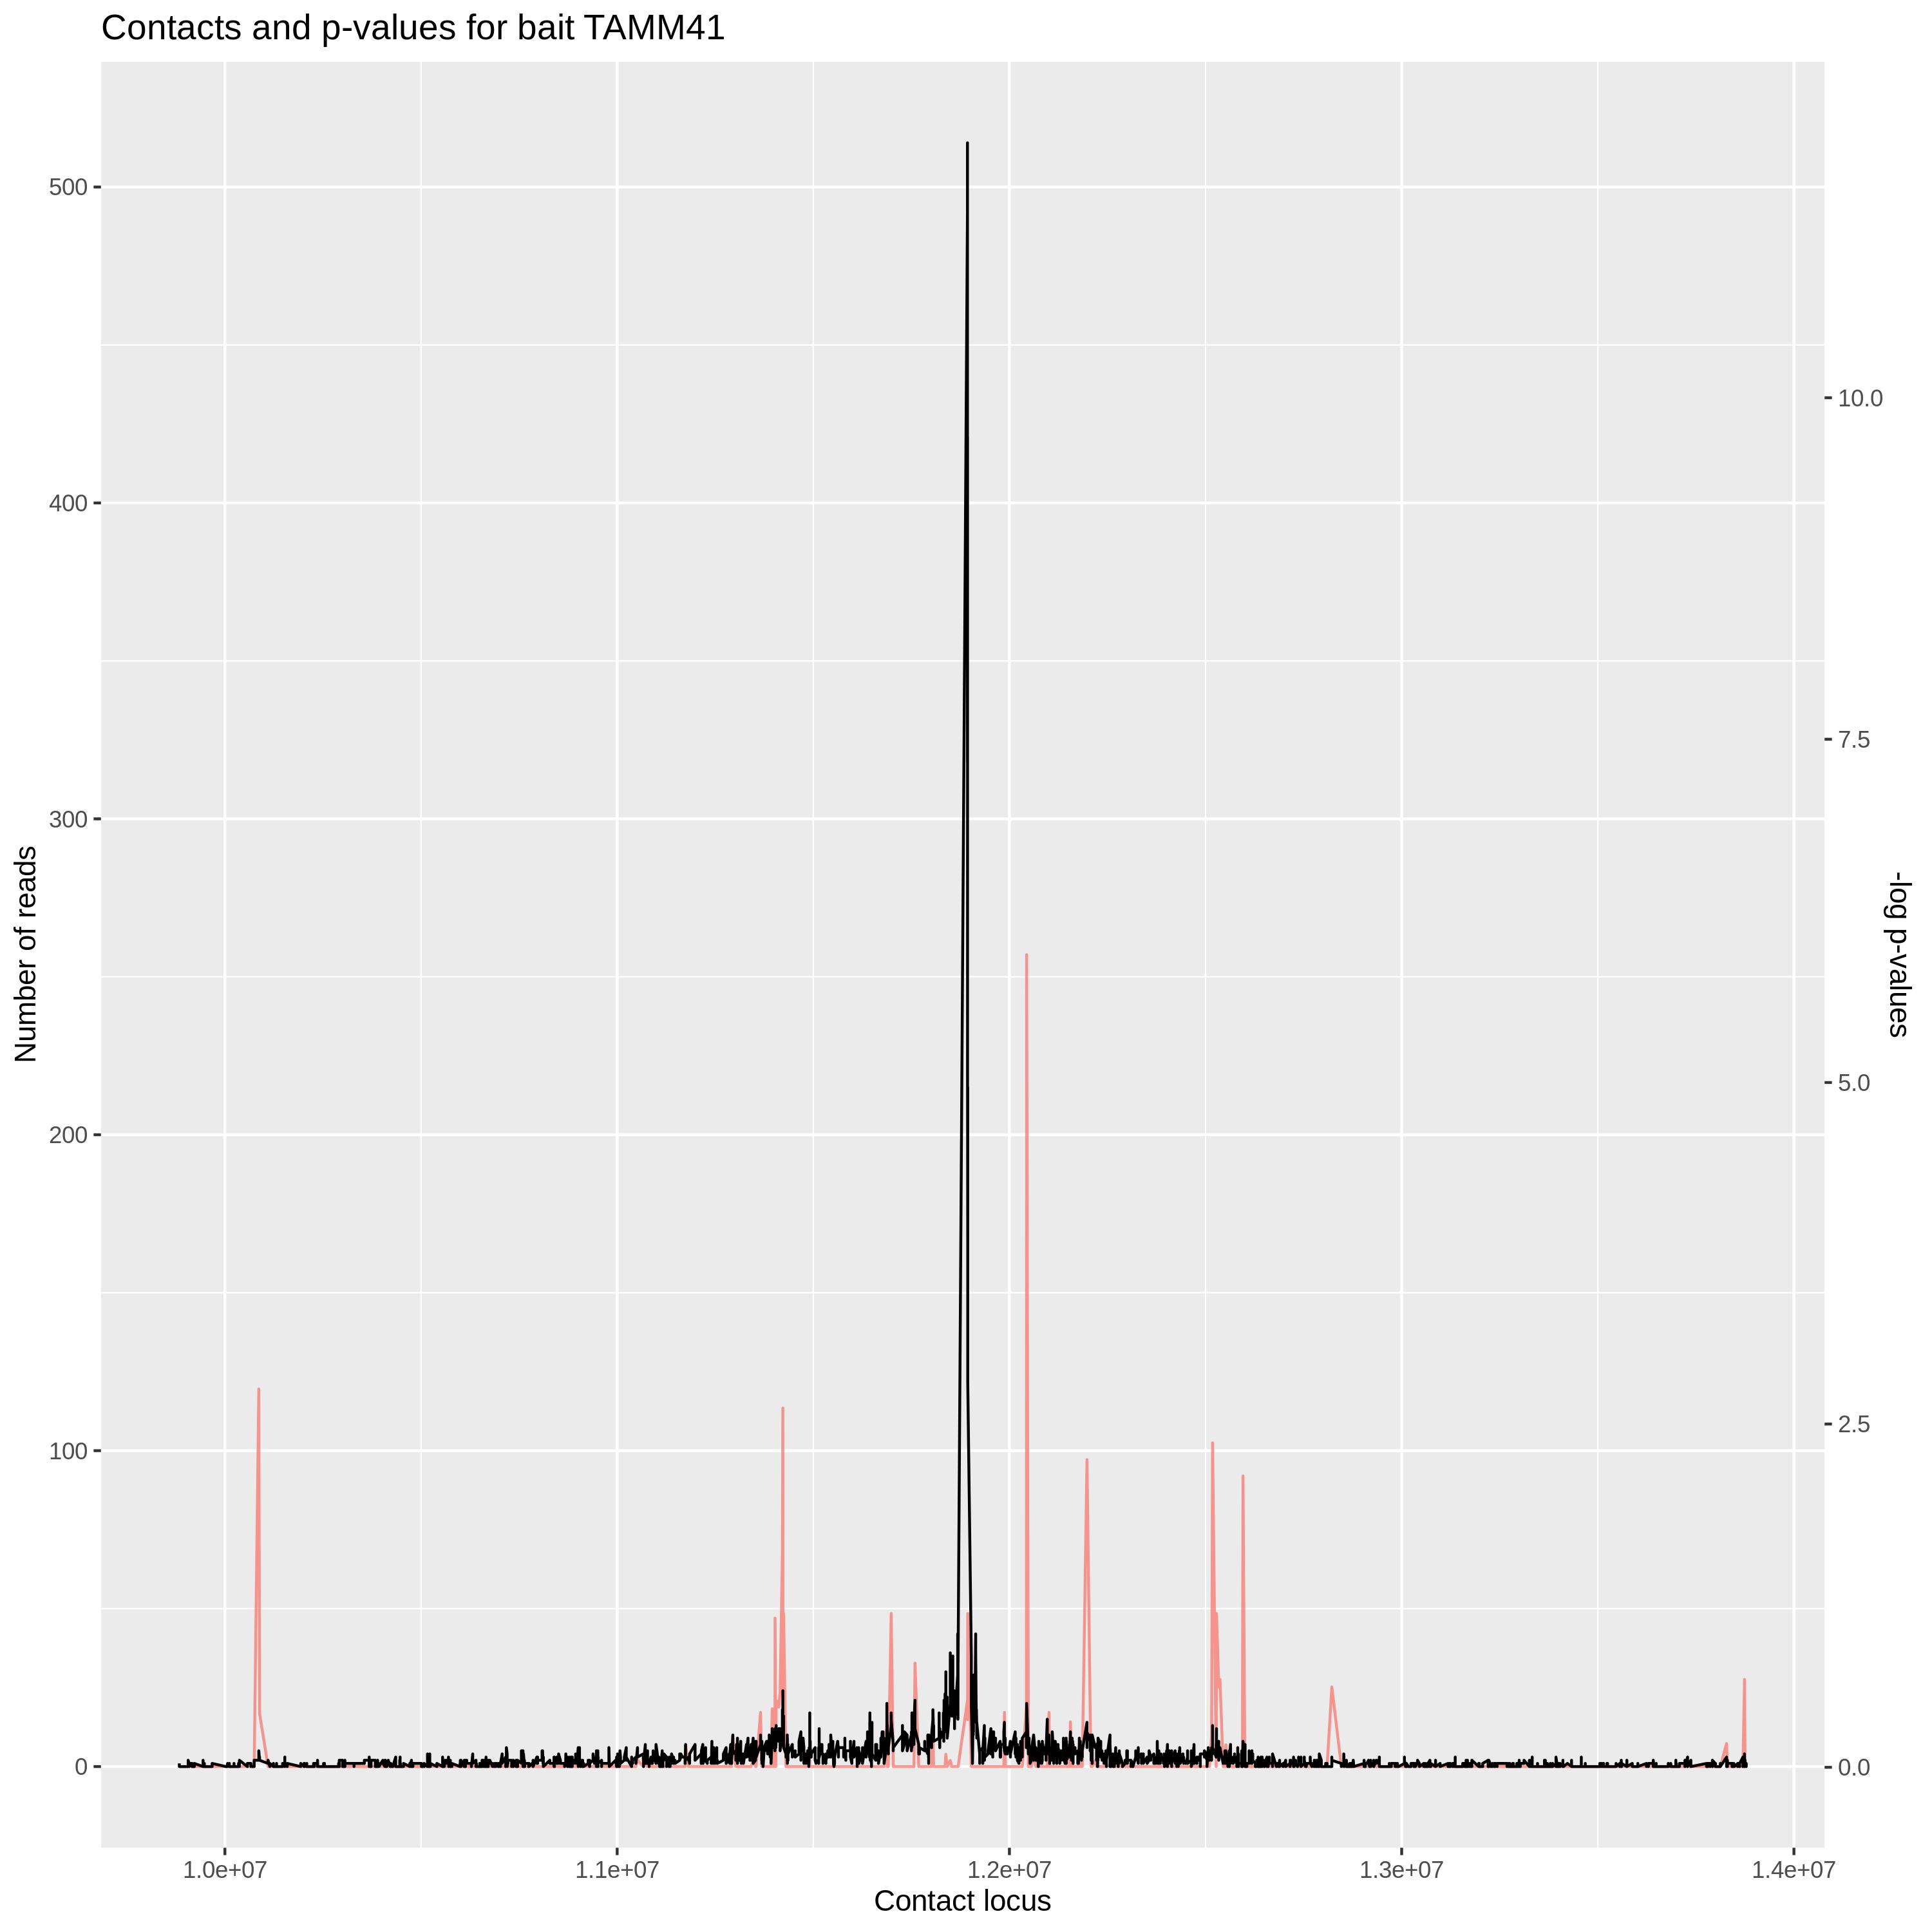 Contacts and p-values for bait TAMM41
500
400
300
200
100
0
Number of reads
10.0
7.5
5.0
2.5
0.0
-log p-values
1.0e+07 1.1e+07 1.2e+07 1.3e+07 1.4e+07
Contact locus